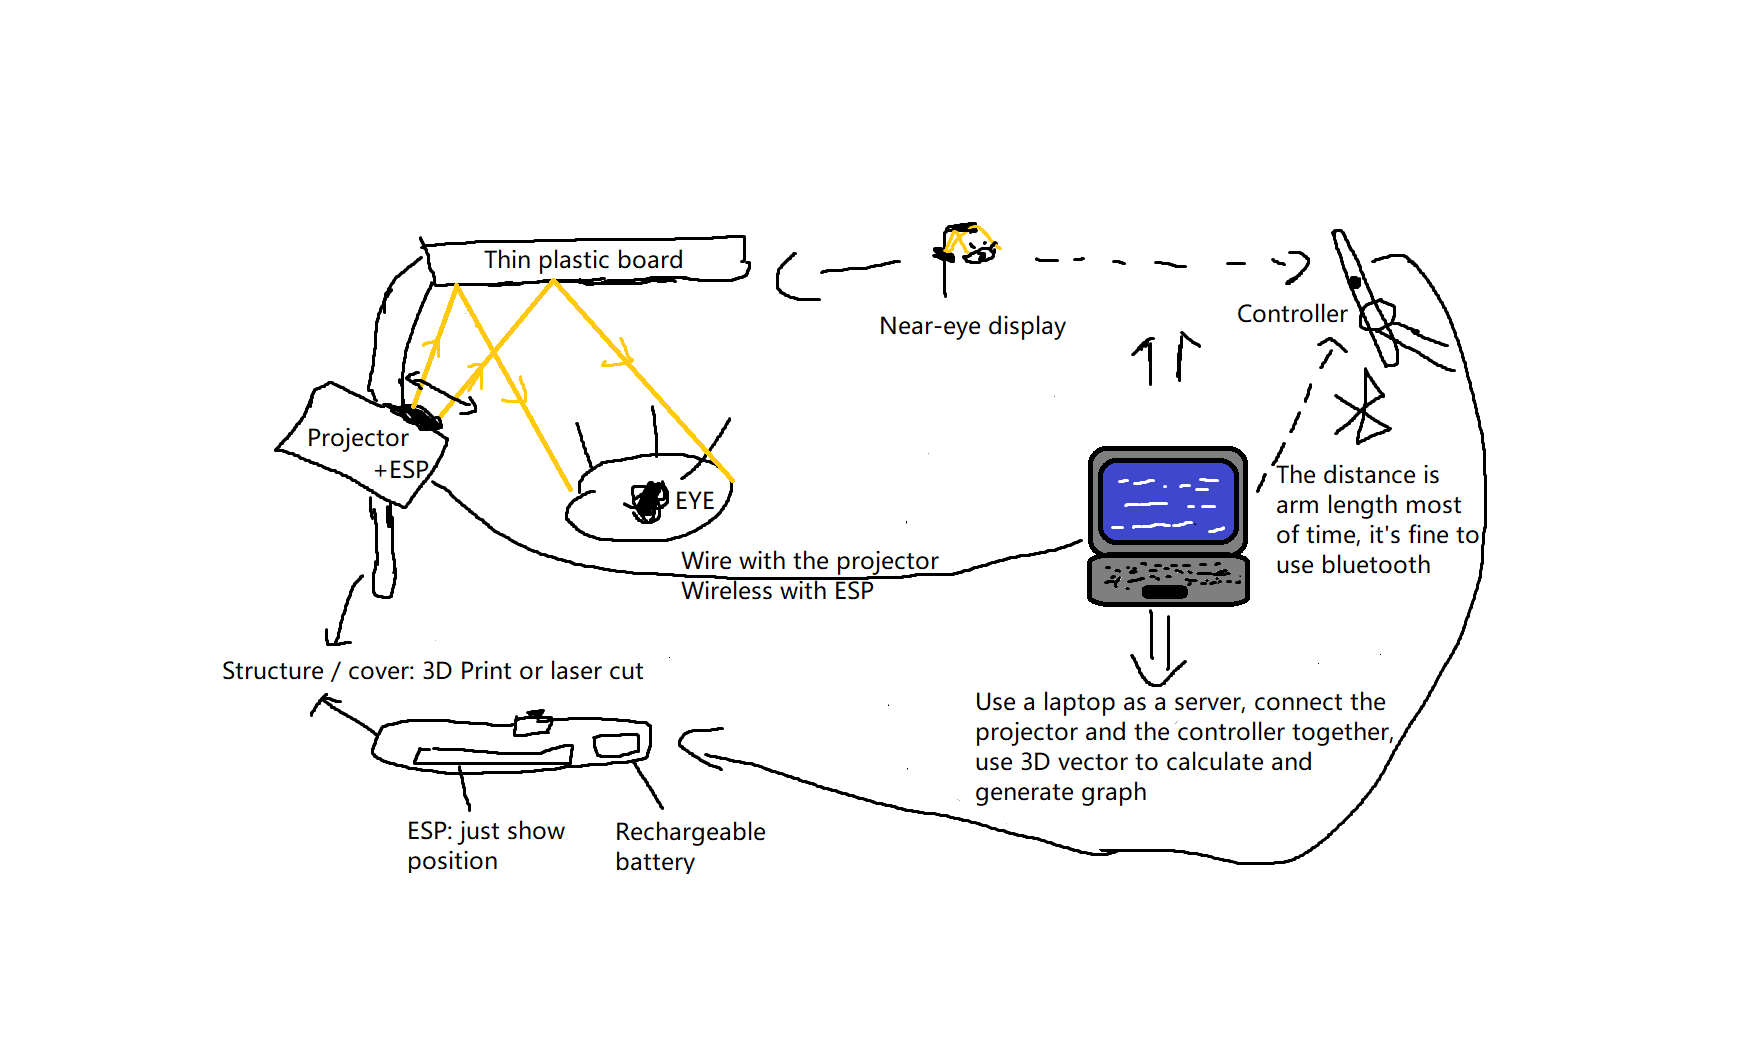 Thin plastic board
Near-eye display
Controller
Projector
+ESP
EYE
The distance is
arm length most
of time, it's fine to
use bluetooth
Wire with the projector
Wireless with ESP
Structure / cover: 3D Print or laser cut
Use a laptop as a server, connect the
projector and the controller together,
use 3D vector to calculate and
generate graph
ESP: just show
position
Rechargeable
battery